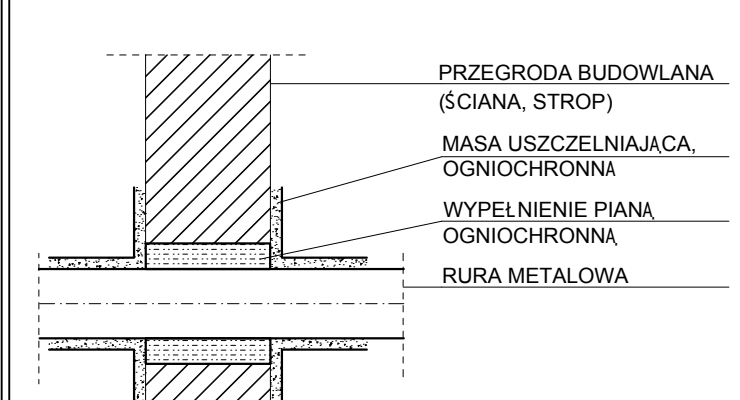 PRZEGRODA BUDOWLANA
(ŚCIANA, STROP)
MASA USZCZELNIAJĄCA,
OGNIOCHRONNA
WYPEŁNIENIE PIANĄ
OGNIOCHRONNĄ
RURA METALOWA